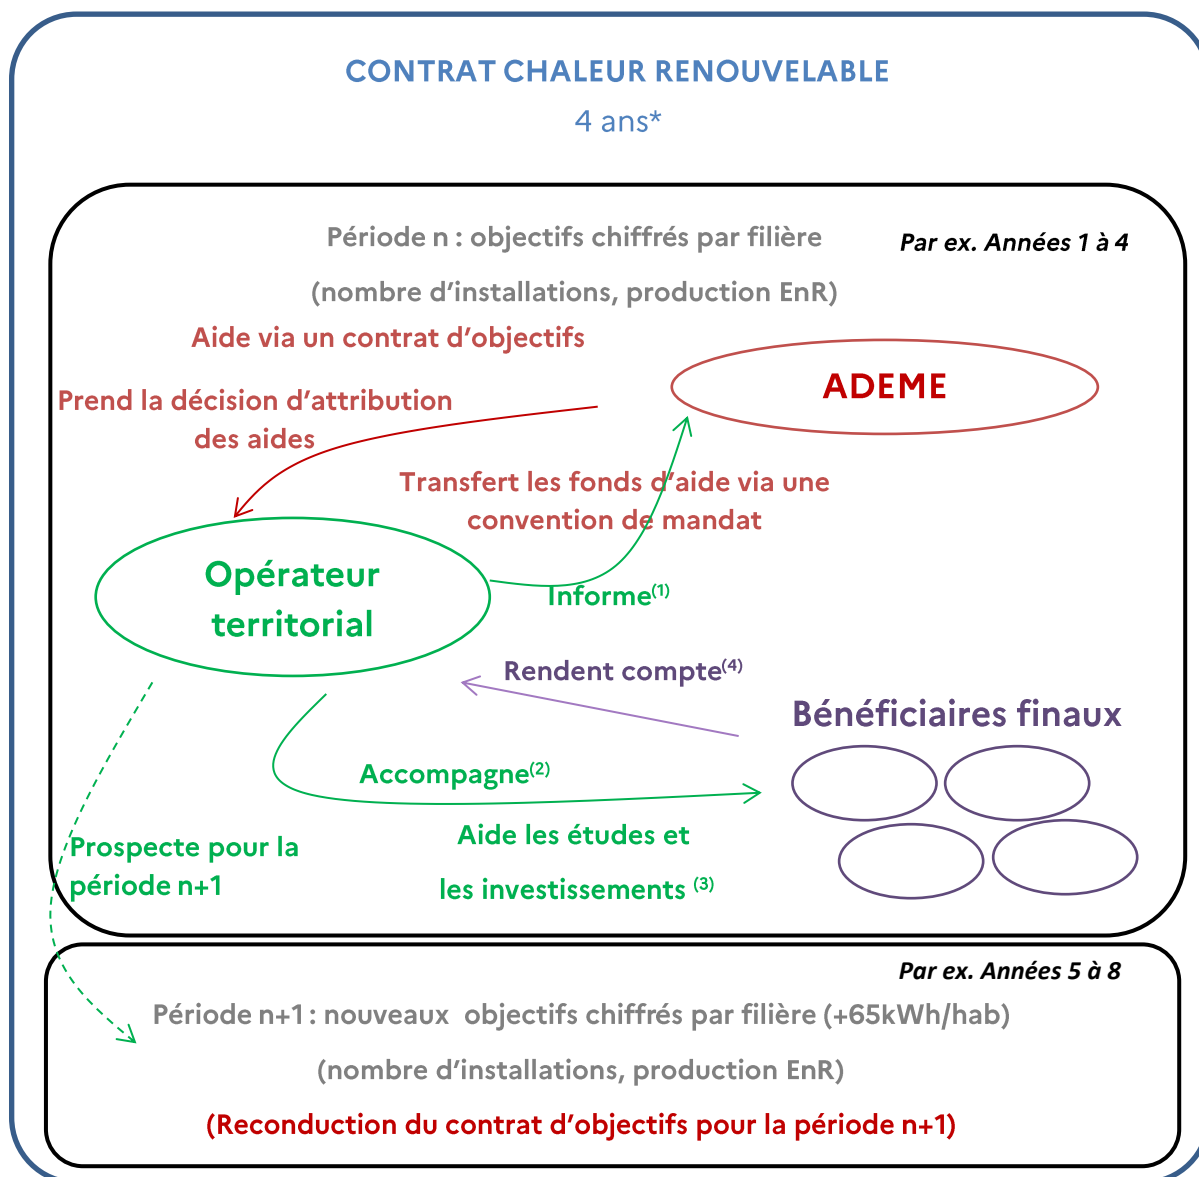 CONTRAT CHALEUR RENOUVELABLE
4 ans*
Période n : objectifs chiffrés par filière
Par ex. Années 1 à 4
(nombre d’installations, production EnR)
Aide via un contrat d’objectifs
ADEME
Prend la décision d’attribution
des aides
Transfert les fonds d’aide via une
convention de mandat
Opérateur
territorial
Informe(1)
Rendent compte(4)
Bénéficiaires finaux
Accompagne(2)
Aide les études et
les investissements (3)
Prospecte pour la
période n+1
Par ex. Années 5 à 8
Période n+1 : nouveaux  objectifs chiffrés par filière (+65kWh/hab)
(nombre d’installations, production EnR)
(Reconduction du contrat d’objectifs pour la période n+1)